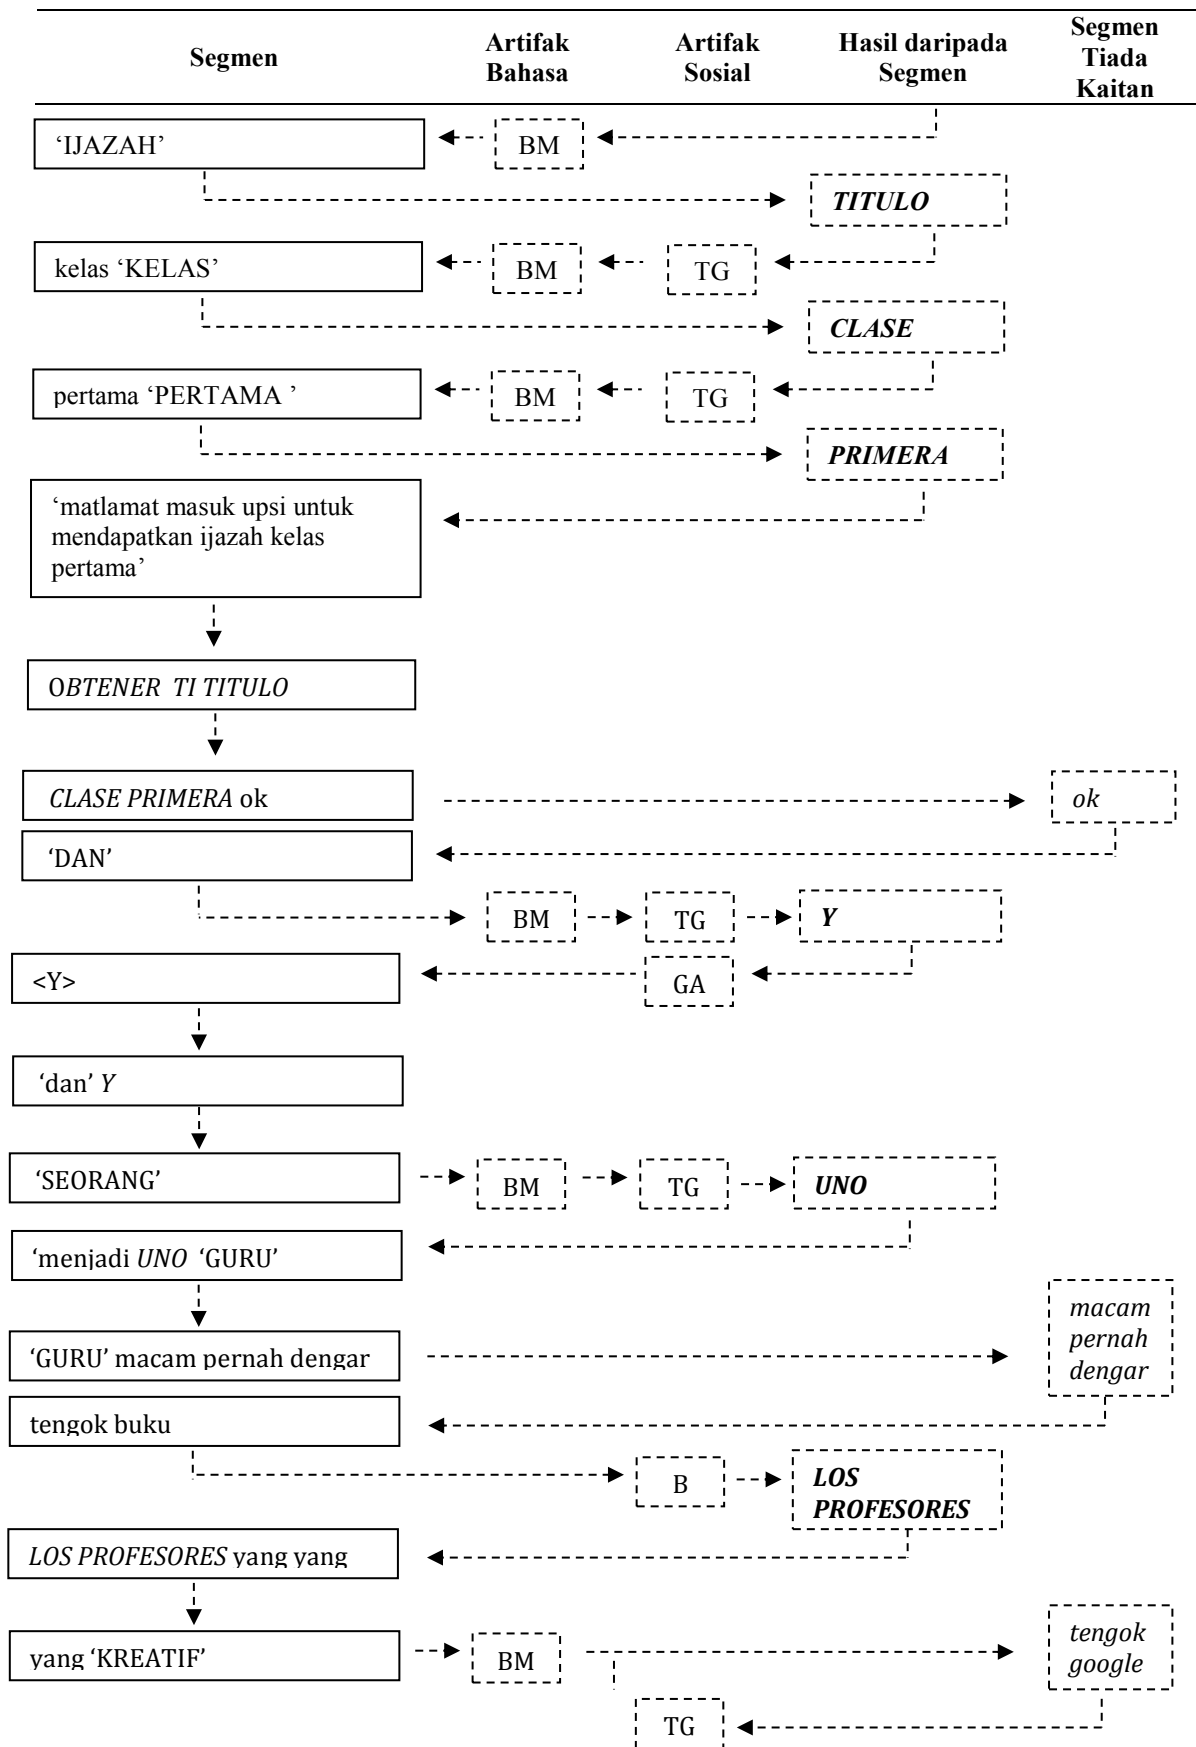 Segmen
Artifak
Bahasa
Artifak
Sosial
Hasil daripada
Segmen
Segmen
Tiada
Kaitan
‘IJAZAH’
BM
TITULO
kelas ‘KELAS’
BM
TG
CLASE
pertama ‘PERTAMA ’
BM
TG
PRIMERA
‘matlamat masuk upsi untuk
mendapatkan ijazah kelas
pertama’
OBTENER TI TITULO
CLASE PRIMERA ok
ok
‘DAN’
BM
TG
Y
<Y>
GA
‘dan’ Y
‘SEORANG’
BM
TG
UNO
‘menjadi UNO ‘GURU’
‘GURU’ macam pernah dengar
macam
pernah
dengar
tengok buku
B
LOS
PROFESORES
LOS PROFESORES yang yang
yang ‘KREATIF’
BM
tengok
google
TG